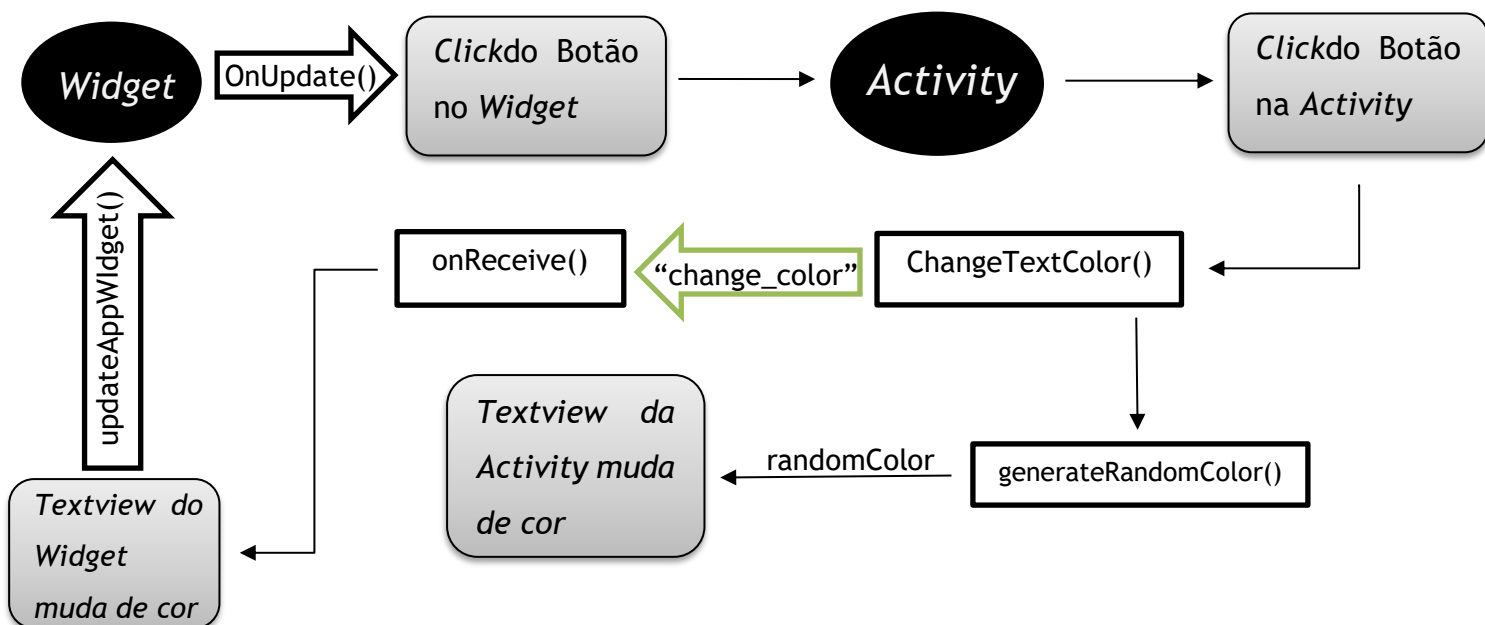 Widget
OnUpdate()
Clickdo Botão
no Widget
Activity
Clickdo Botão
na Activity
updateAppWIdget()
onReceive()
“change_color”
ChangeTextColor()
Textview da
Activity muda
de cor
randomColor
generateRandomColor()
Textview do
Widget
muda de cor